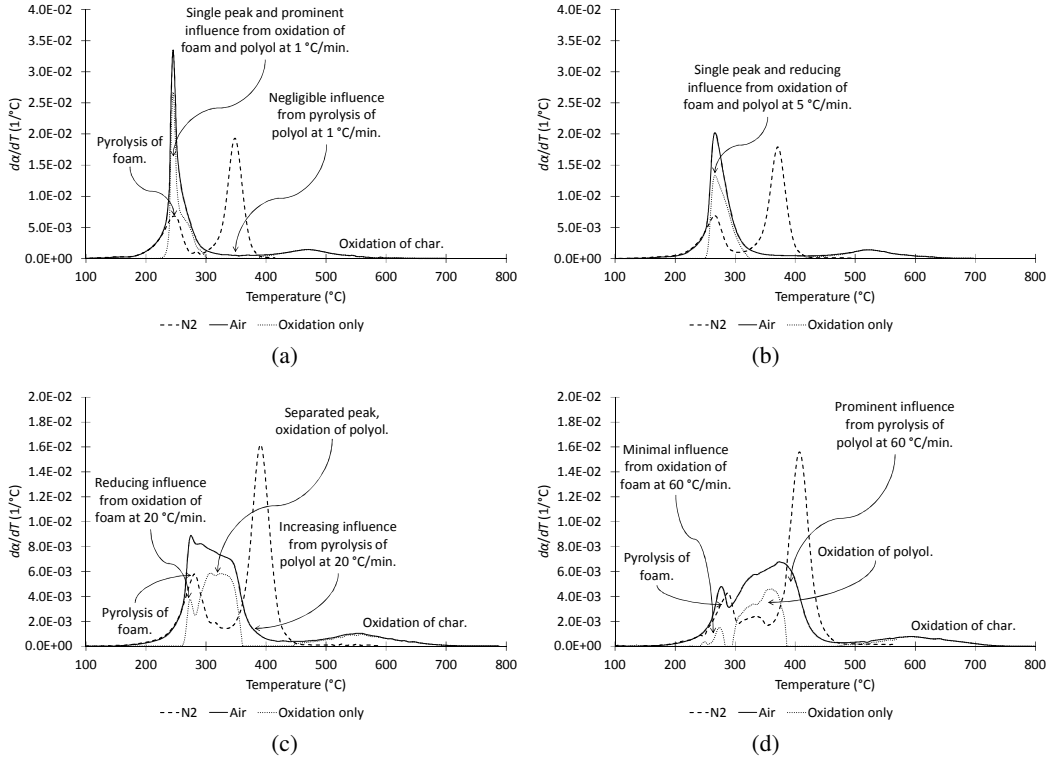 4.0E-02
3.5E-02
3.0E-02
2.5E-02
2.0E-02
1.5E-02
1.0E-02
5.0E-03
0.0E+00
dα/dT (1/°C)
Single peak and prominent
influence from oxidation of
foam and polyol at 1 °C/min.
Negligible influence
from pyrolysis of
polyol at 1 °C/min.
Pyrolysis of
foam.
Oxidation of char.
100 200 300 400 500 600 700 800
Temperature (°C)
N2 Air Oxidation only
(a)
4.0E-02
3.5E-02
3.0E-02
2.5E-02
2.0E-02
1.5E-02
1.0E-02
5.0E-03
0.0E+00
dα/dT (1/°C)
Single peak and reducing
influence from oxidation of
foam and polyol at 5 °C/min.
100 200 300 400 500 600 700 800
Temperature (°C)
N2 Air Oxidation only
(b)
2.0E-02
1.8E-02
1.6E-02
1.4E-02
1.2E-02
1.0E-02
8.0E-03
6.0E-03
4.0E-03
2.0E-03
0.0E+00
dα/dT (1/°C)
Separated peak,
oxidation of polyol.
Reducing influence
from oxidation of
foam at 20 °C/min.
Increasing influence
from pyrolysis of
polyol at 20 °C/min.
Pyrolysis of
foam.
Oxidation of char.
100 200 300 400 500 600 700 800
Temperature (°C)
N2 Air Oxidation only
(c)
2.0E-02
1.8E-02
1.6E-02
1.4E-02
1.2E-02
1.0E-02
8.0E-03
6.0E-03
4.0E-03
2.0E-03
0.0E+00
dα/dT (1/°C)
Prominent influence
from pyrolysis of
polyol at 60 °C/min.
Minimal influence
from oxidation of
foam at 60 °C/min.
Pyrolysis of
foam.
Oxidation of polyol.
Oxidation of char.
100 200 300 400 500 600 700 800
Temperature (°C)
N2 Air Oxidation only
(d)